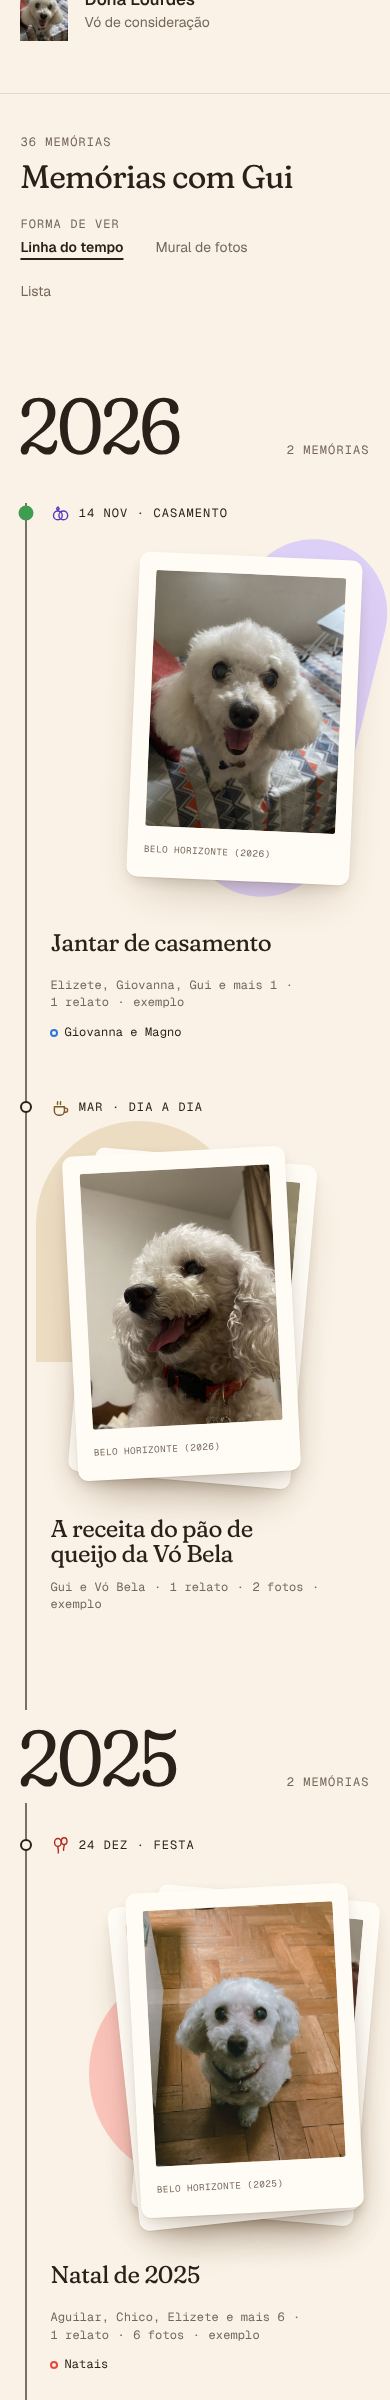 Dona Lourdes
Vó de consideração
36 MEMÓRIAS
Memórias com Gui
FORMA DE VER
Linha do tempo
Mural de fotos
Lista
2026
2 MEMÓRIAS
14 NOV · CASAMENTO
BELO HORIZONTE (2026)
Jantar de casamento
Elizete, Giovanna, Gui e mais 1 ·
1 relato · exemplo
Giovanna e Magno
MAR · DIA A DIA
BELO HORIZONTE (2026)
A receita do pão de
queijo da Vó Bela
Gui e Vó Bela · 1 relato · 2 fotos ·
exemplo
2025
2 MEMÓRIAS
24 DEZ · FESTA
BELO HORIZONTE (2025)
Natal de 2025
Aguilar, Chico, Elizete e mais 6 ·
1 relato · 6 fotos · exemplo
Natais